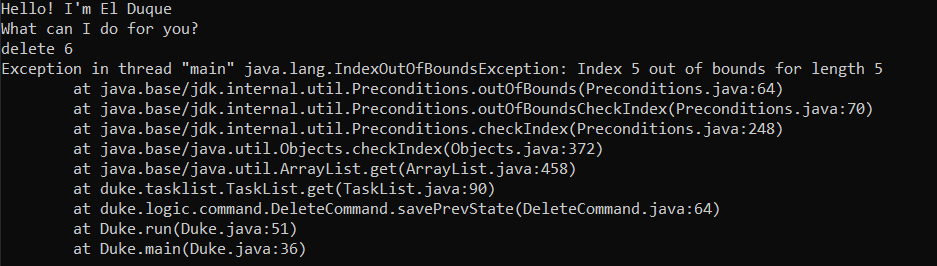 Hello! I'm El Duque
What can I do for you?
delete 6
Exception in thread "main" java.lang.IndexOutOfBoundsException: Index 5 out of bounds for length 5
        at java.base/jdk.internal.util.Preconditions.outOfBounds(Preconditions.java:64)
        at java.base/jdk.internal.util.Preconditions.outOfBoundsCheckIndex(Preconditions.java:70)
        at java.base/jdk.internal.util.Preconditions.checkIndex(Preconditions.java:248)
        at java.base/java.util.Objects.checkIndex(Objects.java:372)
        at java.base/java.util.ArrayList.get(ArrayList.java:458)
        at duke.tasklist.TaskList.get(TaskList.java:90)
        at duke.logic.command.DeleteCommand.savePrevState(DeleteCommand.java:64)
        at Duke.run(Duke.java:51)
        at Duke.main(Duke.java:36)